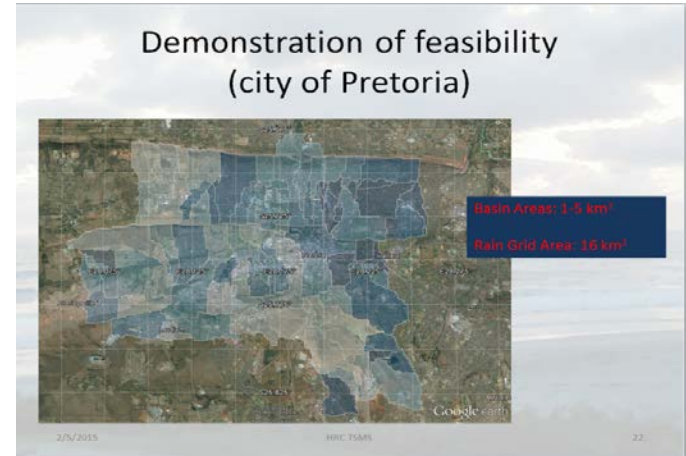 Demonstration of feasibility
(city of Pretoria)
Basin Areas: 1-5 km²
Rain Grid Area: 16 km²
Google earth
2/5/2015
HRC TSMS
22